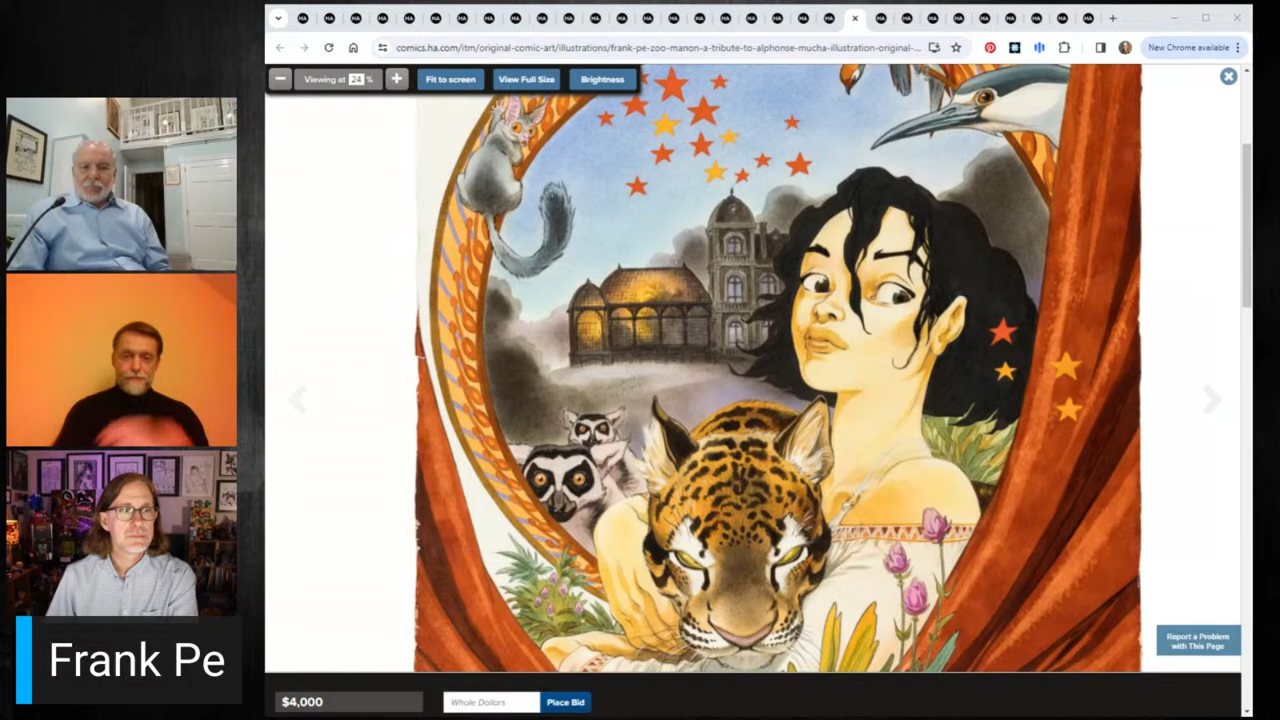 comics.ha.com/itm/original-comic-art/illustrations/frank-pe-zoo-manon-a-tribute-to-alphonse-mucha-illustration-original-...
New Chrome available
Viewing at 24 %
Fit to screen
View Full Size
Brightness
Report a Problem
with This Page
Frank Pe
$4,000
Whole Dollars
Place Bid